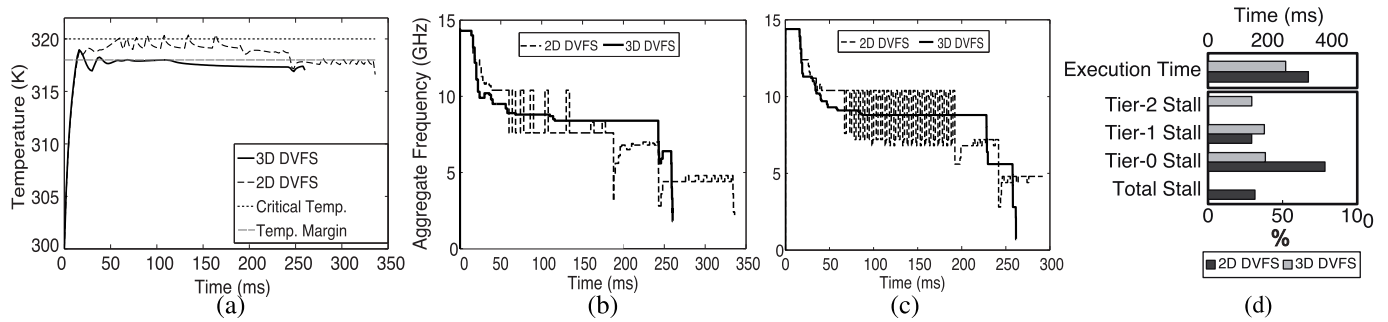 320
317
315
310
305
300
Temperature (K)
3D DVFS
2D DVFS
Critical Temp.
Temp. Margin
0 50 100 150 200 250 300 350
Time (ms)
(a)
15
10
5
0
Aggregate Frequency (GHz)
2D DVFS 3D DVFS
0 50 100 150 200 250 300 350
Time (ms)
(b)
15
10
5
0
2D DVFS 3D DVFS
0 50 100 150 200 250 300
Time (ms)
(c)
Time (ms)
0 200 400
Execution Time
Tier-2 Stall
Tier-1 Stall
Tier-0 Stall
Total Stall
0 50 100
%
2D DVFS 3D DVFS
(d)